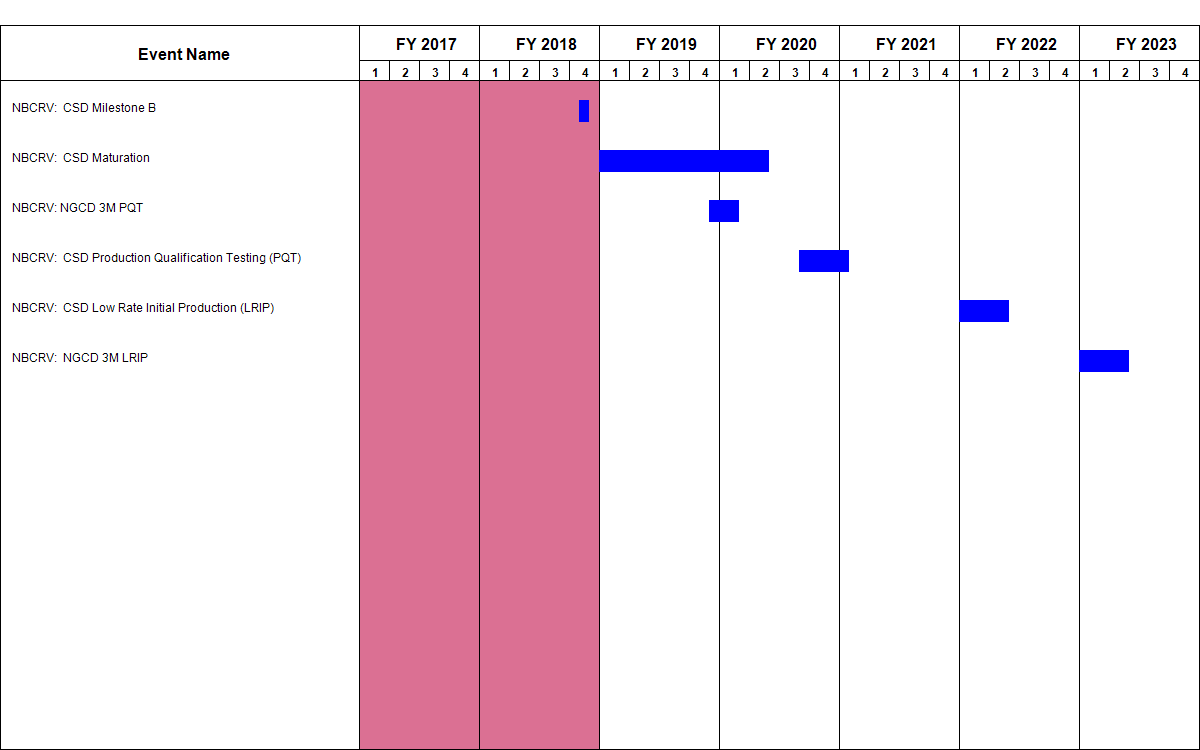 Event Name
FY 2017 FY 2018 FY 2019 FY 2020 FY 2021 FY 2022 FY 2023
1 2 3 4 1 2 3 4 1 2 3 4 1 2 3 4 1 2 3 4 1 2 3 4 1 2 3 4
NBCRV:  CSD Milestone B
NBCRV:  CSD Maturation
NBCRV: NGCD 3M PQT
NBCRV:  CSD Production Qualification Testing (PQT)
NBCRV:  CSD Low Rate Initial Production (LRIP)
NBCRV:  NGCD 3M LRIP